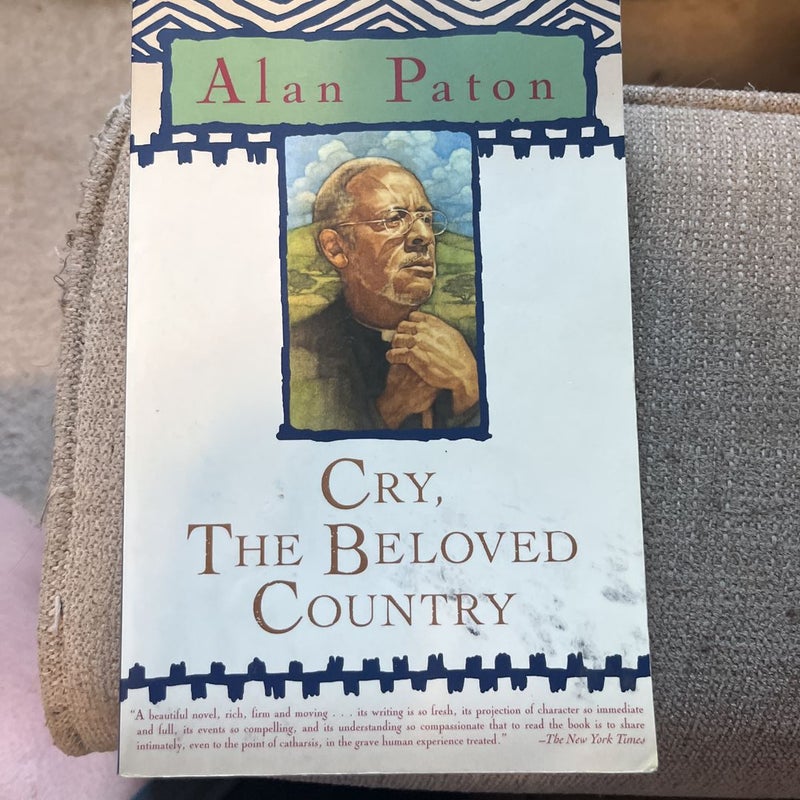 Alan Paton
CRY,
THE BELOVED
COUNTRY
"A beautiful novel, rich, firm and moving . . . its writing is so fresh, its projection of character so immediate
and full, its events so compelling, and its understanding so compassionate that to read the book is to share
intimately, even to the point of catharsis, in the grave human experience treated." –The New York Times